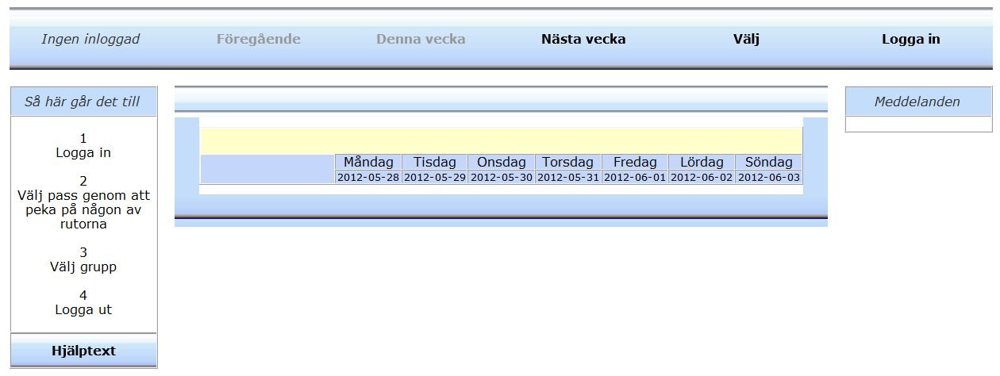 Ingen inloggad Föregående Denna vecka Nästa vecka Välj Logga in
Så här går det till
1
Logga in
2
Välj pass genom att
peka på någon av
rutorna
3
Välj grupp
4
Logga ut
Hjälptext
Måndag Tisdag Onsdag Torsdag Fredag Lördag Söndag
2012-05-28 2012-05-29 2012-05-30 2012-05-31 2012-06-01 2012-06-02 2012-06-03
Meddelanden